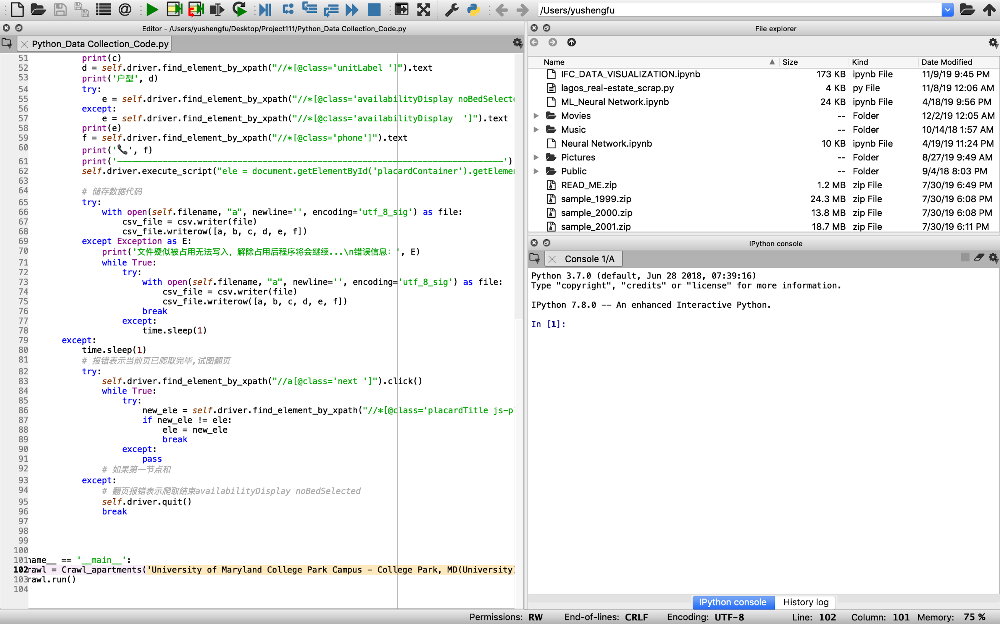 /Users/yushengfu
Editor - /Users/yushengfu/Desktop/Project111/Python_Data Collection_Code.py
Python_Data Collection_Code.py
51 print(c)
52 d = self.driver.find_element_by_xpath("//*[@class='unitLabel ']").text
53 print('户型', d)
54 try:
55 e = self.driver.find_element_by_xpath("//*[@class='availabilityDisplay noBedSelecte
56 except:
57 e = self.driver.find_element_by_xpath("//*[@class='availabilityDisplay  ']").text
58 print(e)
59 f = self.driver.find_element_by_xpath("//*[@class='phone']").text
60 print('📞', f)
61 print('-----------------------------------------------------------------------------')
62 self.driver.execute_script("ele = document.getElementById('placardContainer').getElemen
63
64 # 储存数据代码
65 try:
66 with open(self.filename, "a", newline='', encoding='utf_8_sig') as file:
67 csv_file = csv.writer(file)
68 csv_file.writerow([a, b, c, d, e, f])
69 except Exception as E:
70 print('文件疑似被占用无法写入，解除占用后程序将会继续...\n错误信息：', E)
71 while True:
72 try:
73 with open(self.filename, "a", newline='', encoding='utf_8_sig') as file:
74 csv_file = csv.writer(file)
75 csv_file.writerow([a, b, c, d, e, f])
76 break
77 except:
78 time.sleep(1)
79 except:
80 time.sleep(1)
81 # 报错表示当前页已爬取完毕,试图翻页
82 try:
83 self.driver.find_element_by_xpath("//a[@class='next ']").click()
84 while True:
85 try:
86 new_ele = self.driver.find_element_by_xpath("//*[@class='placardTitle js-p
87 if new_ele != ele:
88 ele = new_ele
89 break
90 except:
91 pass
92 # 如果第一节点和
93 except:
94 # 翻页报错表示爬取结束availabilityDisplay noBedSelected
95 self.driver.quit()
96 break
97
98
99
100
101 name__ == '__main__':
102 rawl = Crawl_apartments('University of Maryland College Park Campus - College Park, MD(University)
103 rawl.run()
104
File explorer
Name Size Kind Date Modified
IFC_DATA_VISUALIZATION.ipynb 173 KB ipynb File 11/9/19 9:45 PM
lagos_real-estate_scrap.py 4 KB py File 11/8/19 12:06 AM
ML_Neural Network.ipynb 24 KB ipynb File 4/18/19 9:56 PM
Movies -- Folder 12/2/19 12:05 AM
Music -- Folder 10/14/18 1:57 AM
Neural Network.ipynb 10 KB ipynb File 4/19/19 11:24 PM
Pictures -- Folder 8/27/19 9:49 AM
Public -- Folder 9/4/18 8:03 PM
READ_ME.zip 1.2 MB zip File 7/30/19 6:49 PM
sample_1999.zip 24.3 MB zip File 7/30/19 6:08 PM
sample_2000.zip 13.8 MB zip File 7/30/19 6:08 PM
sample_2001.zip 18.7 MB zip File 7/30/19 6:11 PM
IPython console
Console 1/A
Python 3.7.0 (default, Jun 28 2018, 07:39:16)
Type "copyright", "credits" or "license" for more information.
IPython 7.8.0 -- An enhanced Interactive Python.
In [1]:
IPython console History log
Permissions: RW End-of-lines: CRLF Encoding: UTF-8 Line: 102 Column: 101 Memory: 75 %